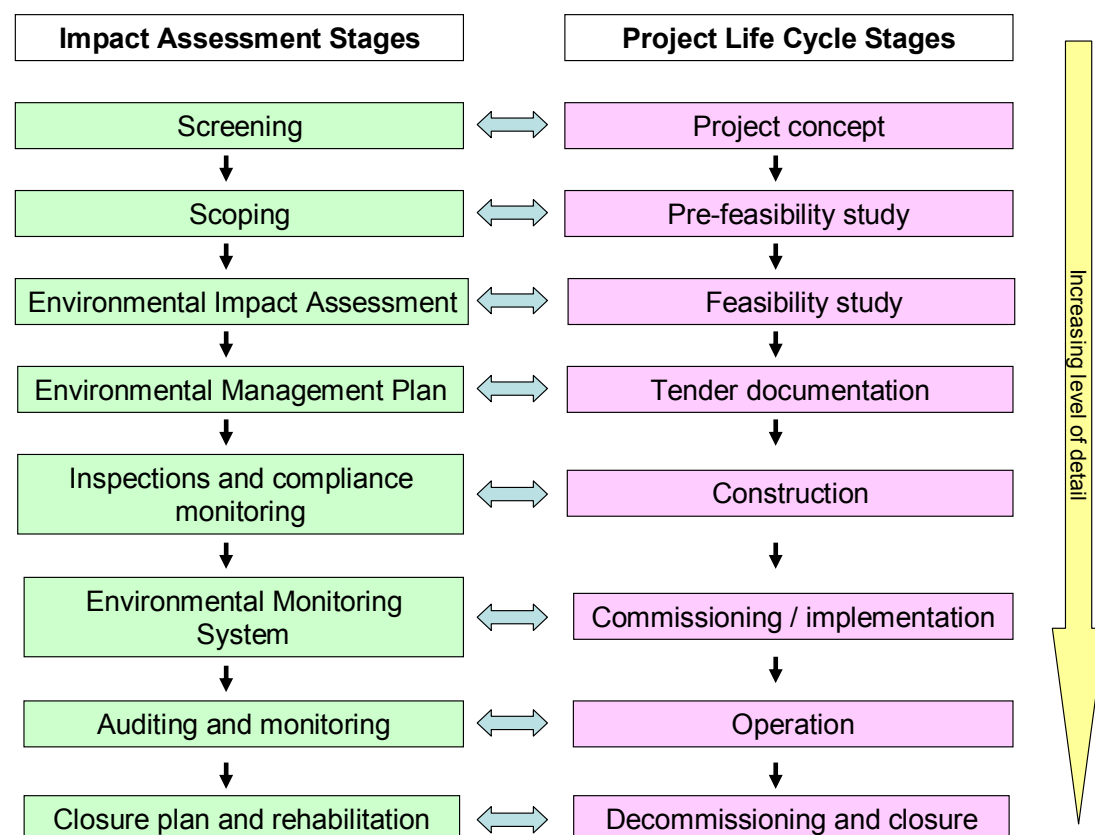 Impact Assessment Stages
Project Life Cycle Stages
Screening
Project concept
Scoping
Pre-feasibility study
Environmental Impact Assessment
Feasibility study
Environmental Management Plan
Tender documentation
Inspections and compliance
monitoring
Construction
Environmental Monitoring
System
Commissioning / implementation
Auditing and monitoring
Operation
Closure plan and rehabilitation
Decommissioning and closure
Increasing level of detail